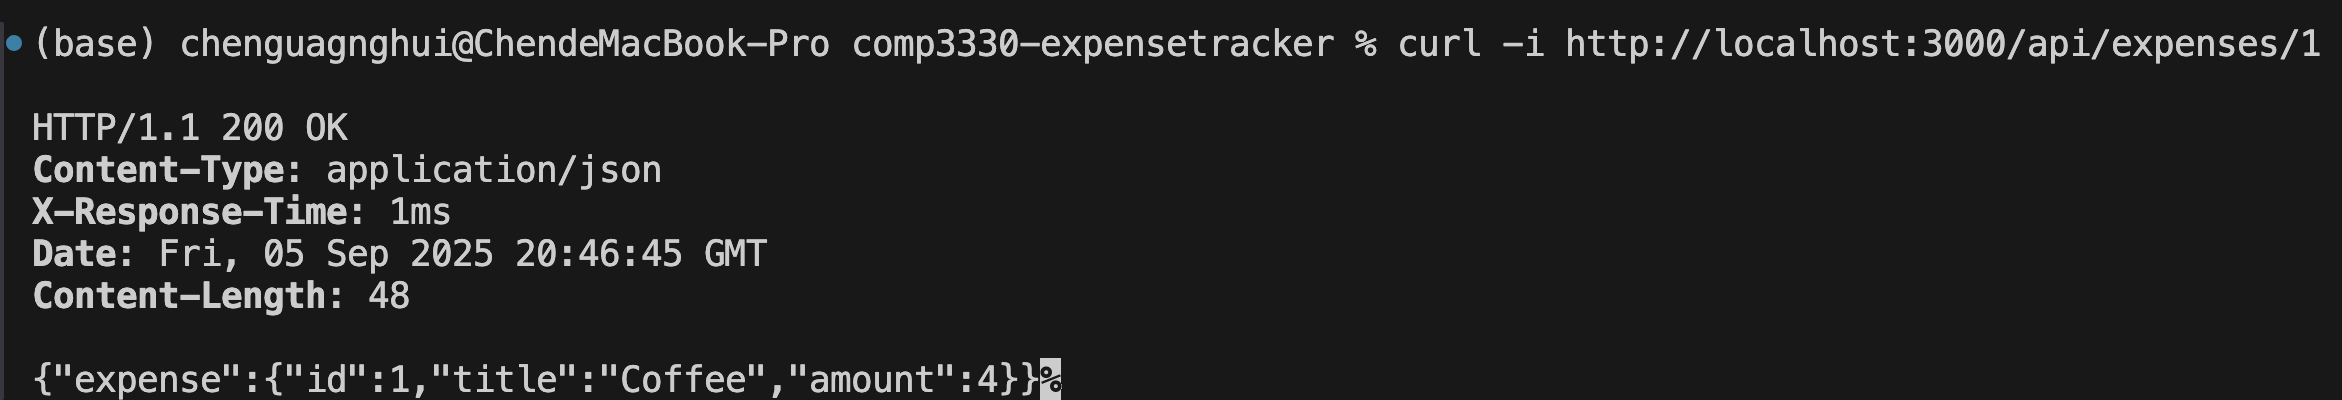 (base) chenguagnghui@ChendeMacBook-Pro comp3330-expensetracker % curl -i http://localhost:3000/api/expenses/1
HTTP/1.1 200 OK
Content-Type: application/json
X-Response-Time: 1ms
Date: Fri, 05 Sep 2025 20:46:45 GMT
Content-Length: 48
{"expense":{"id":1,"title":"Coffee","amount":4}}%